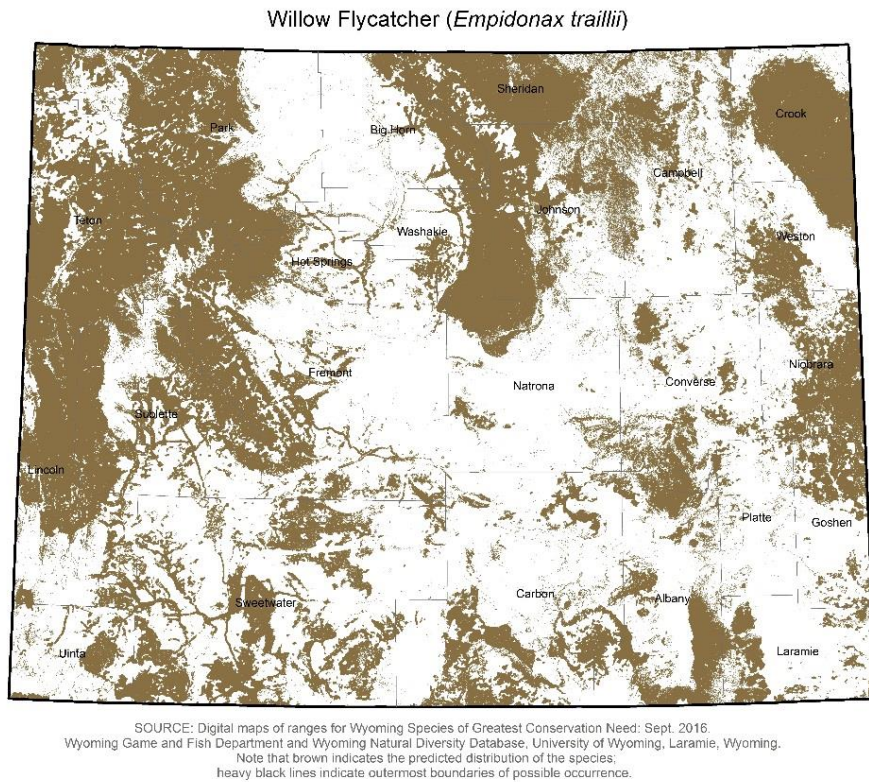 Willow Flycatcher (Empidonax traillii)
Sheridan
Crook
Park
Big Horn
Campbell
Teton
Johnson
Washakie
Weston
Hot Springs
Niobrara
Fremont
Natrona
Converse
Sublette
Lincoln
Platte
Goshen
Carbon
Albany
Sweetwater
Uinta
Laramie
SOURCE: Digital maps of ranges for Wyoming Species of Greatest Conservation Need: Sept. 2016.
Wyoming Game and Fish Department and Wyoming Natural Diversity Database, University of Wyoming, Laramie, Wyoming.
Note that brown indicates the predicted distribution of the species;
heavy black lines indicate outermost boundaries of possible occurrence.